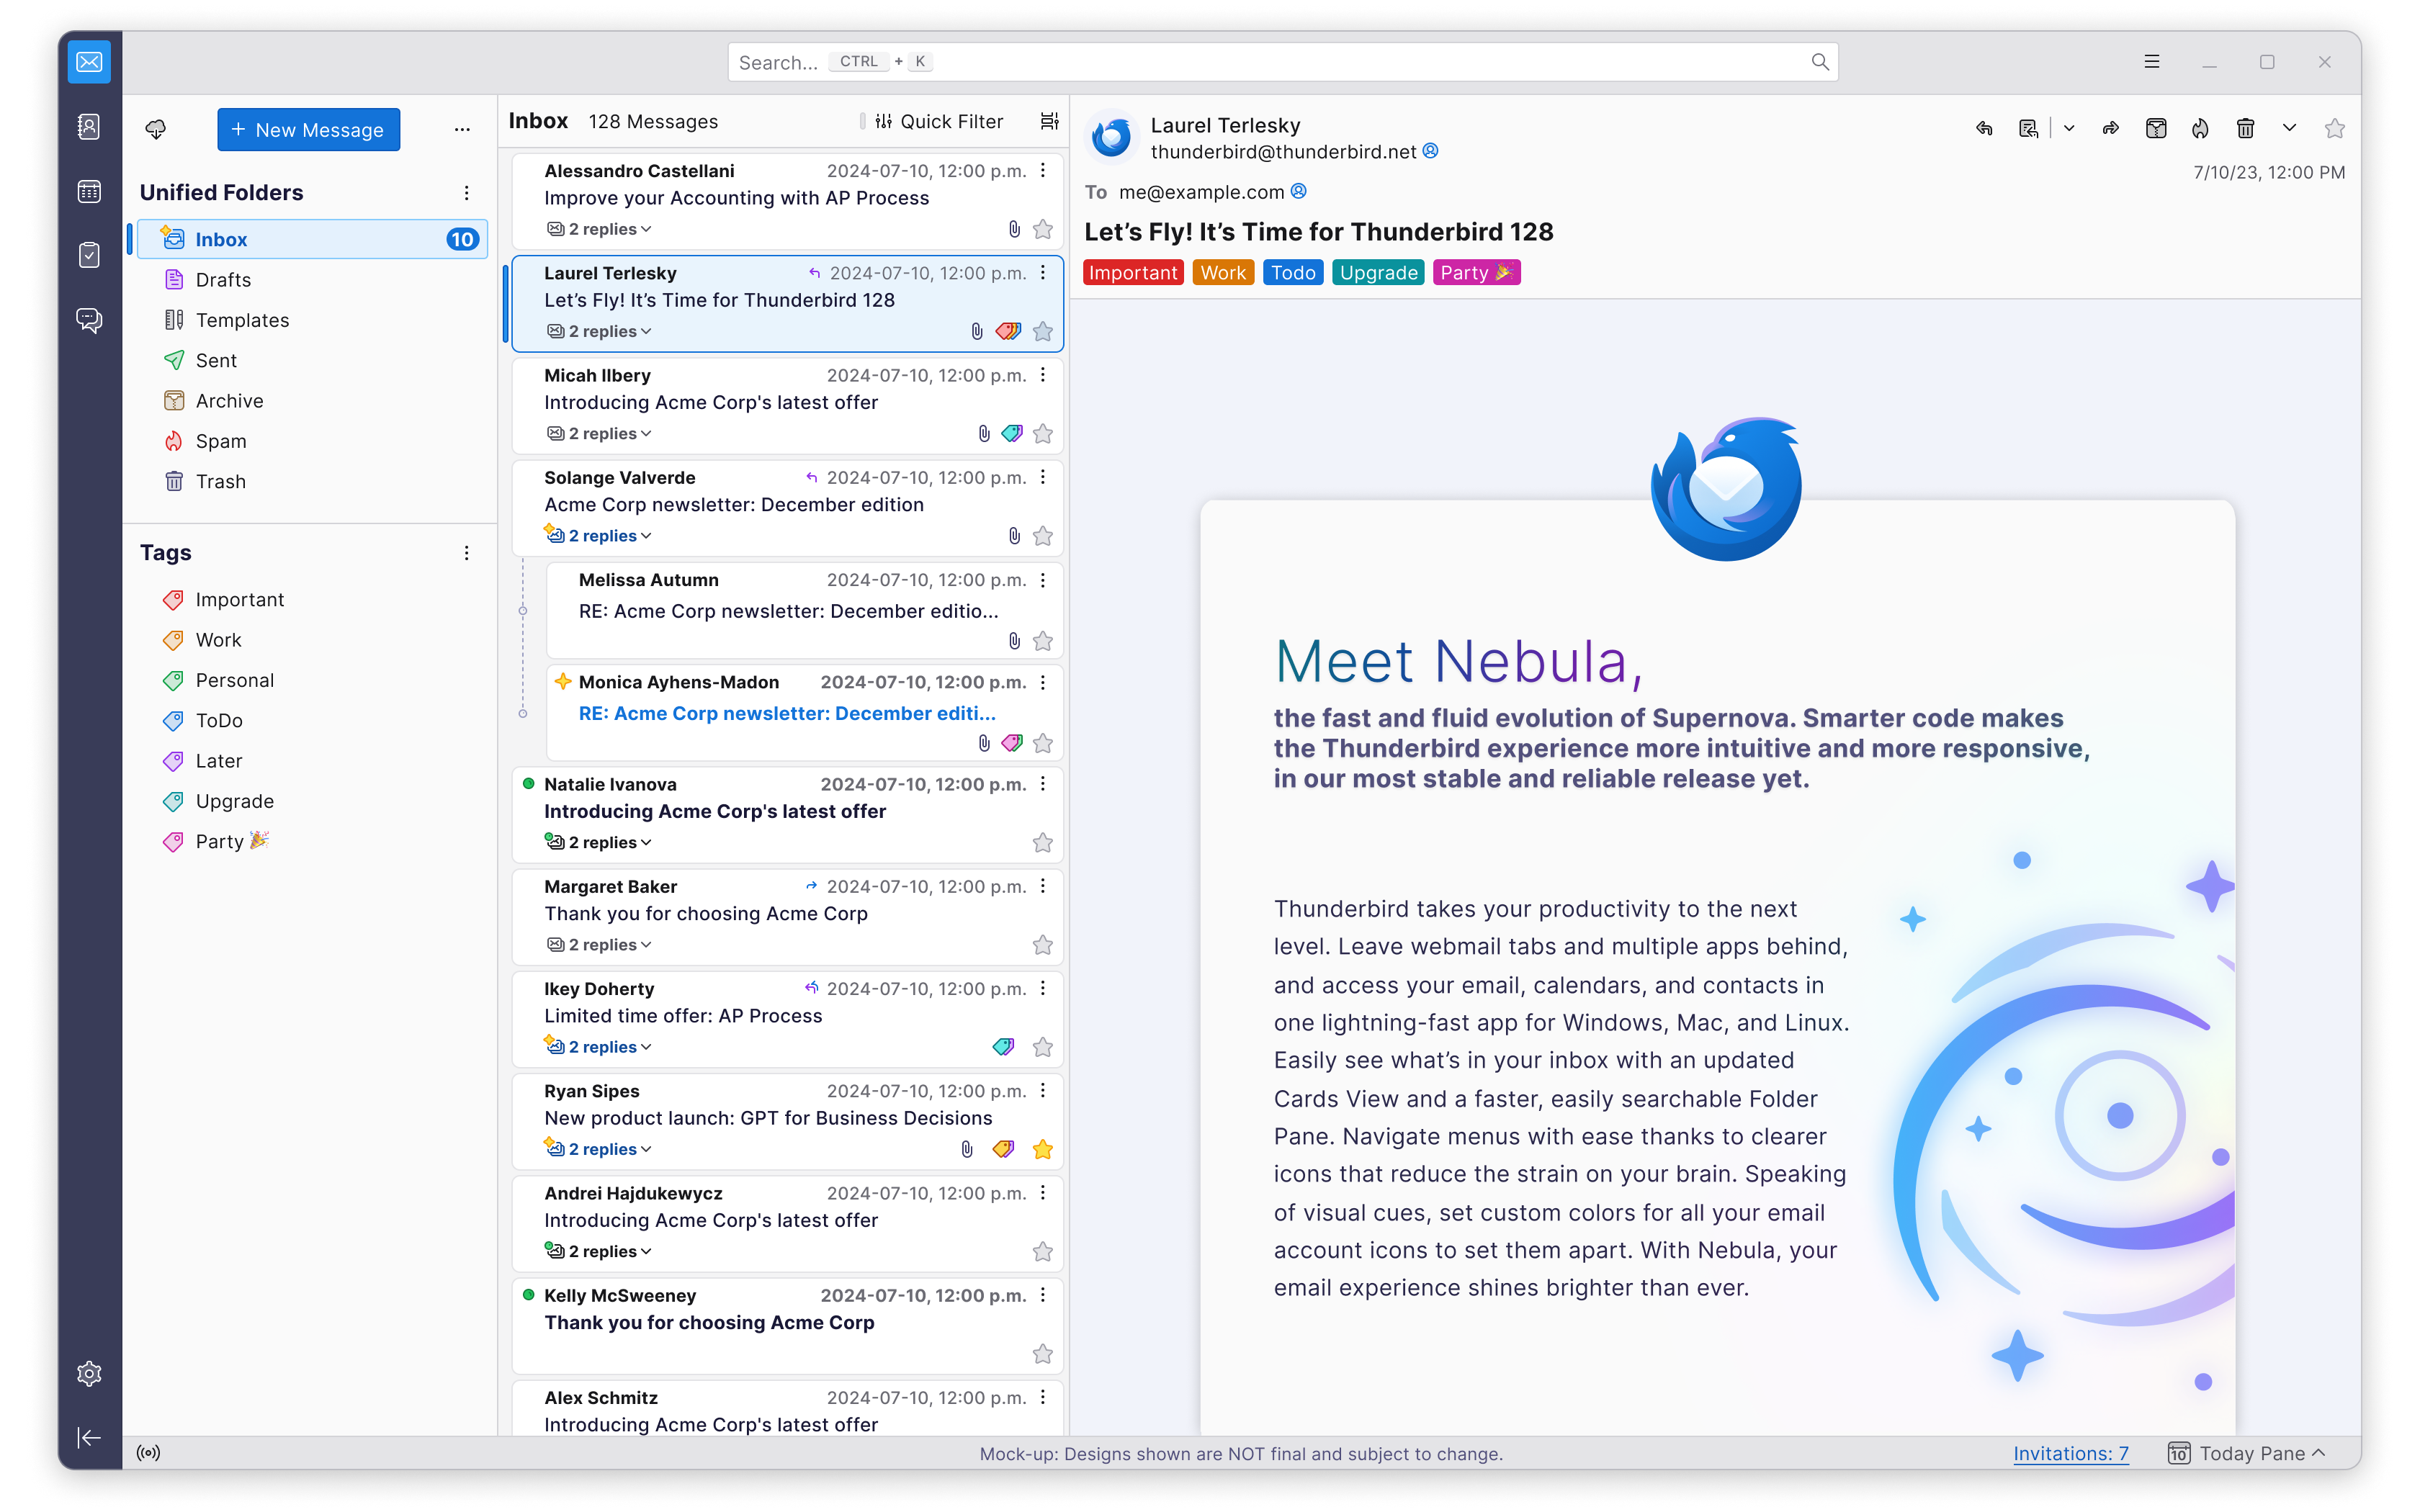 Search... CTRL + K
New Message
Unified Folders
Inbox 10
Drafts
Templates
Sent
Archive
Spam
Trash
Tags
Important
Work
Personal
ToDo
Later
Upgrade
Party
Inbox 128 Messages Quick Filter
Alessandro Castellani 2024-07-10, 12:00 p.m.
Improve your Accounting with AP Process
2 replies
Laurel Terlesky 2024-07-10, 12:00 p.m.
Let’s Fly! It’s Time for Thunderbird 128
2 replies
Micah Ilbery 2024-07-10, 12:00 p.m.
Introducing Acme Corp's latest offer
2 replies
Solange Valverde 2024-07-10, 12:00 p.m.
Acme Corp newsletter: December edition
2 replies
Melissa Autumn 2024-07-10, 12:00 p.m.
RE: Acme Corp newsletter: December editio...
Monica Ayhens-Madon 2024-07-10, 12:00 p.m.
RE: Acme Corp newsletter: December editi...
Natalie Ivanova 2024-07-10, 12:00 p.m.
Introducing Acme Corp's latest offer
2 replies
Margaret Baker 2024-07-10, 12:00 p.m.
Thank you for choosing Acme Corp
2 replies
Ikey Doherty 2024-07-10, 12:00 p.m.
Limited time offer: AP Process
2 replies
Ryan Sipes 2024-07-10, 12:00 p.m.
New product launch: GPT for Business Decisions
2 replies
Andrei Hajdukewycz 2024-07-10, 12:00 p.m.
Introducing Acme Corp's latest offer
2 replies
Kelly McSweeney 2024-07-10, 12:00 p.m.
Thank you for choosing Acme Corp
Alex Schmitz 2024-07-10, 12:00 p.m.
Introducing Acme Corp's latest offer
Laurel Terlesky
thunderbird@thunderbird.net
7/10/23, 12:00 PM
To me@example.com
Let’s Fly! It’s Time for Thunderbird 128
Important Work Todo Upgrade Party
Meet Nebula,
the fast and fluid evolution of Supernova. Smarter code makes
the Thunderbird experience more intuitive and more responsive,
in our most stable and reliable release yet.
Thunderbird takes your productivity to the next
level. Leave webmail tabs and multiple apps behind,
and access your email, calendars, and contacts in
one lightning-fast app for Windows, Mac, and Linux.
Easily see what’s in your inbox with an updated
Cards View and a faster, easily searchable Folder
Pane. Navigate menus with ease thanks to clearer
icons that reduce the strain on your brain. Speaking
of visual cues, set custom colors for all your email
account icons to set them apart. With Nebula, your
email experience shines brighter than ever.
Mock-up: Designs shown are NOT final and subject to change.
Invitations: 7
10 Today Pane